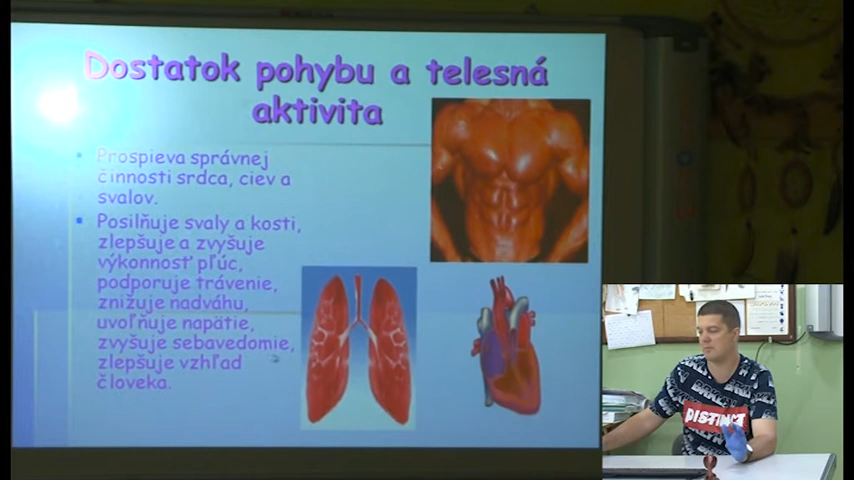 Dostatok pohybu a telesná
aktivita
Prospieva správnej
činnosti srdca, ciev a
svalov.
Posilňuje svaly a kosti,
zlepšuje a zvyšuje
výkonnosť pľúc,
podporuje trávenie,
znižuje nadváhu,
uvoľňuje napätie,
zvyšuje sebavedomie,
zlepšuje vzhľad
človeka.
DISTINCT